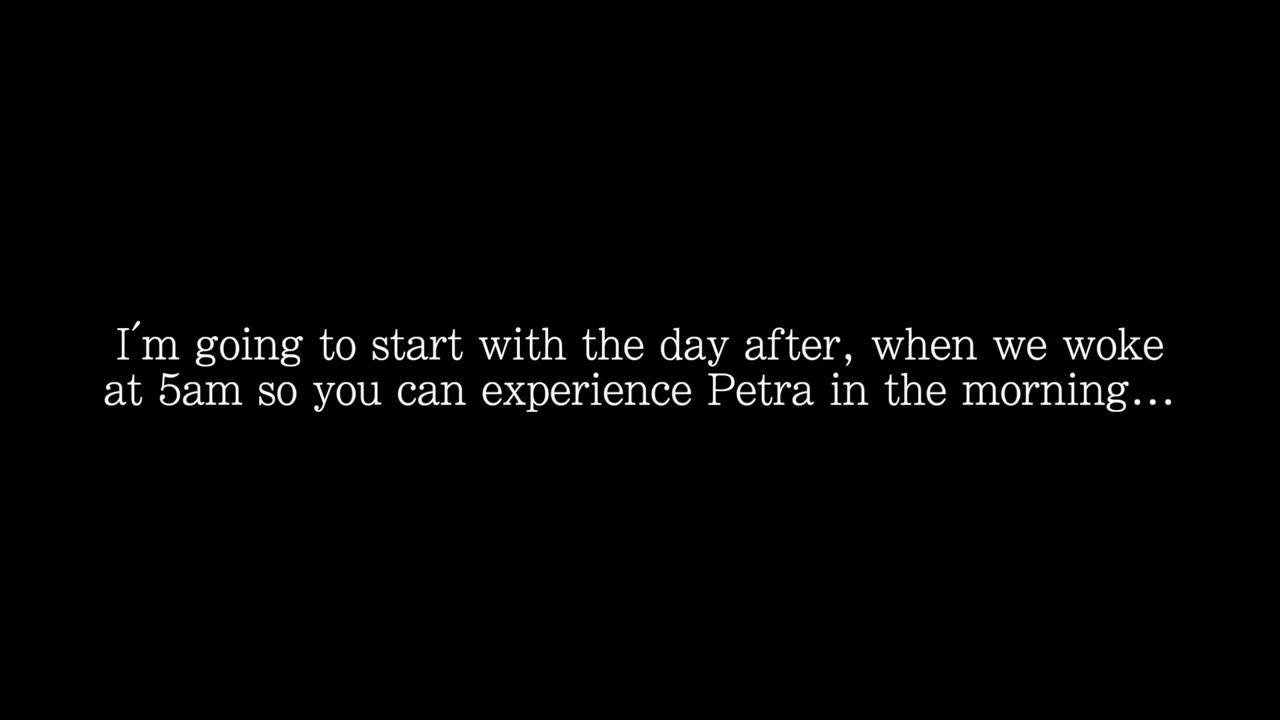 I'm going to start with the day after, when we woke
at 5am so you can experience Petra in the morning...